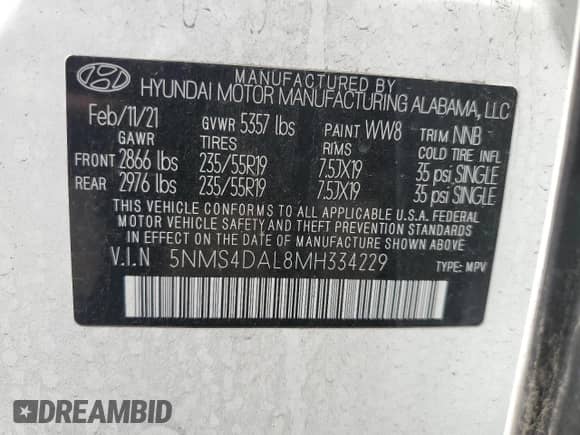 MANUFACTURED BY
HYUNDAI MOTOR MANUFACTURING ALABAMA, LLC
Feb/11/21 GVWR 5357 lbs PAINT WW8 TRIM NNB
GAWR TIRES RIMS COLD TIRE INFL
FRONT 2866 lbs 235/55R19 7.5JX19 35 psi SINGLE
REAR 2976 lbs 235/55R19 7.5JX19 35 psi SINGLE
THIS VEHICLE CONFORMS TO ALL APPLICABLE U.S.A. FEDERAL
MOTOR VEHICLE SAFETY AND THEFT PREVENTION STANDARDS
IN EFFECT ON THE DATE OF MANUFACTURE SHOWN ABOVE.
V.I.N 5NMS4DAL8MH334229 TYPE: MPV
DREAMBID